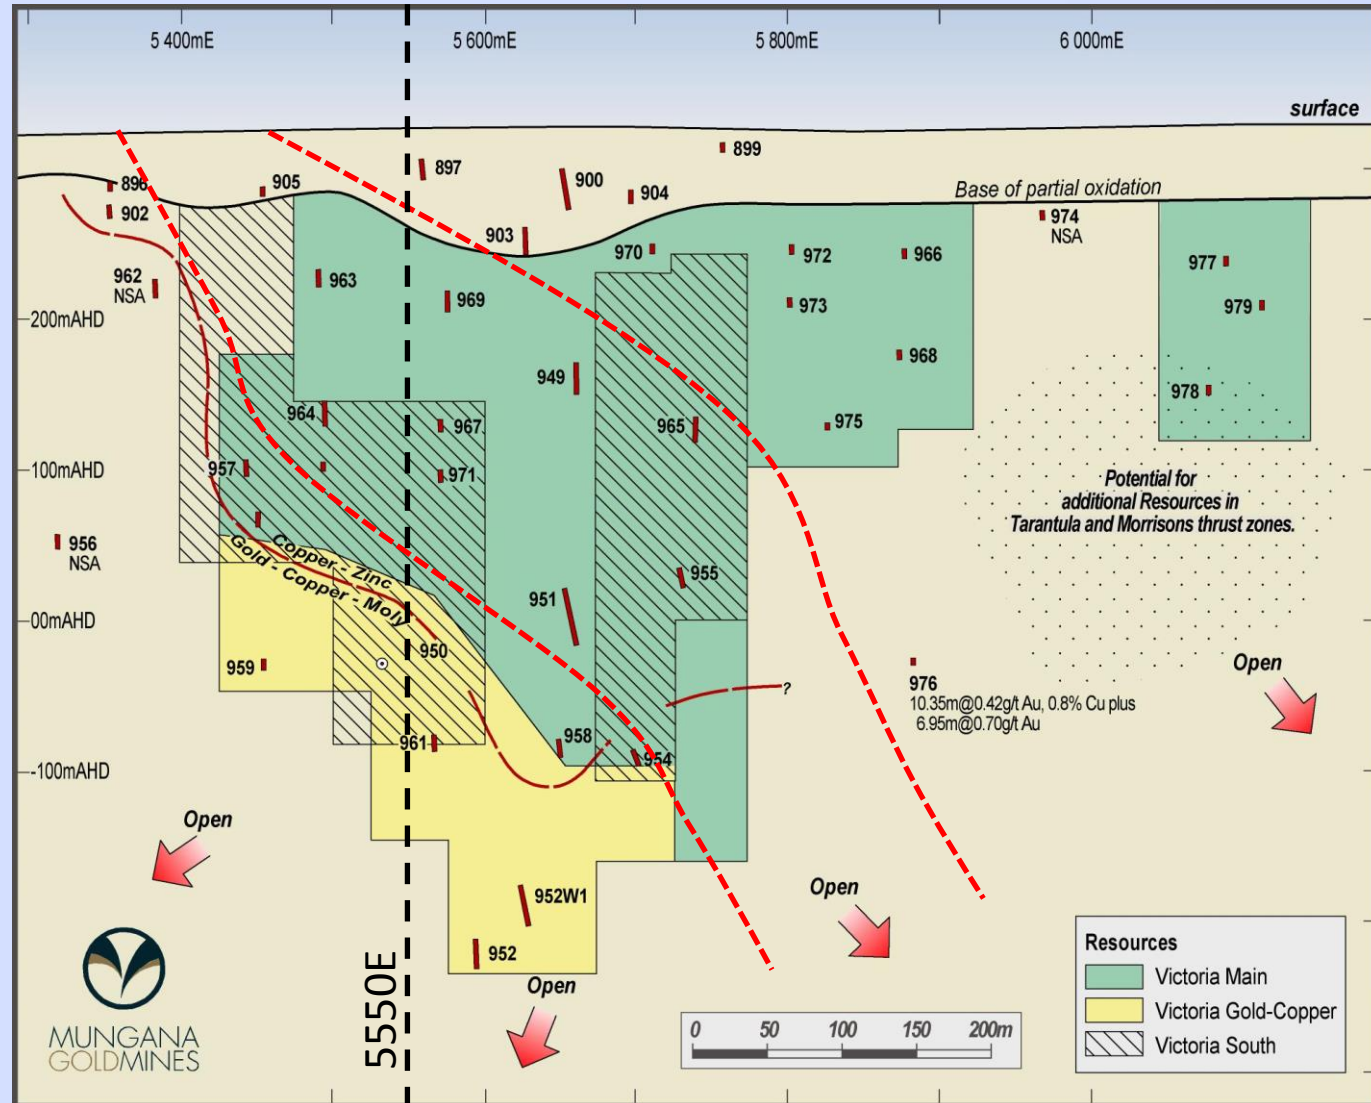 5 400mE
5 600mE
5 800mE
6 000mE
surface
899
897
900
896
905
904
Base of partial oxidation
902
974
NSA
903
970
972
966
977
962
NSA
963
969
973
979
200mAHD
949
968
978
964
967
965
975
957
100mAHD
971
Potential for
additional Resources in
Tarantula and Morrisons thrust zones.
956
NSA
Copper - Zinc
Gold - Copper - Moly
955
951
00mAHD
950
959
976
10.35m@0.42g/t Au, 0.8% Cu plus
6.95m@0.70g/t Au
Open
?
961
958
954
-100mAHD
Open
952W1
Open
952
Open
5550E
MUNGANA
GOLDMINES
0 50 100 150 200m
Resources
Victoria Main
Victoria Gold-Copper
Victoria South